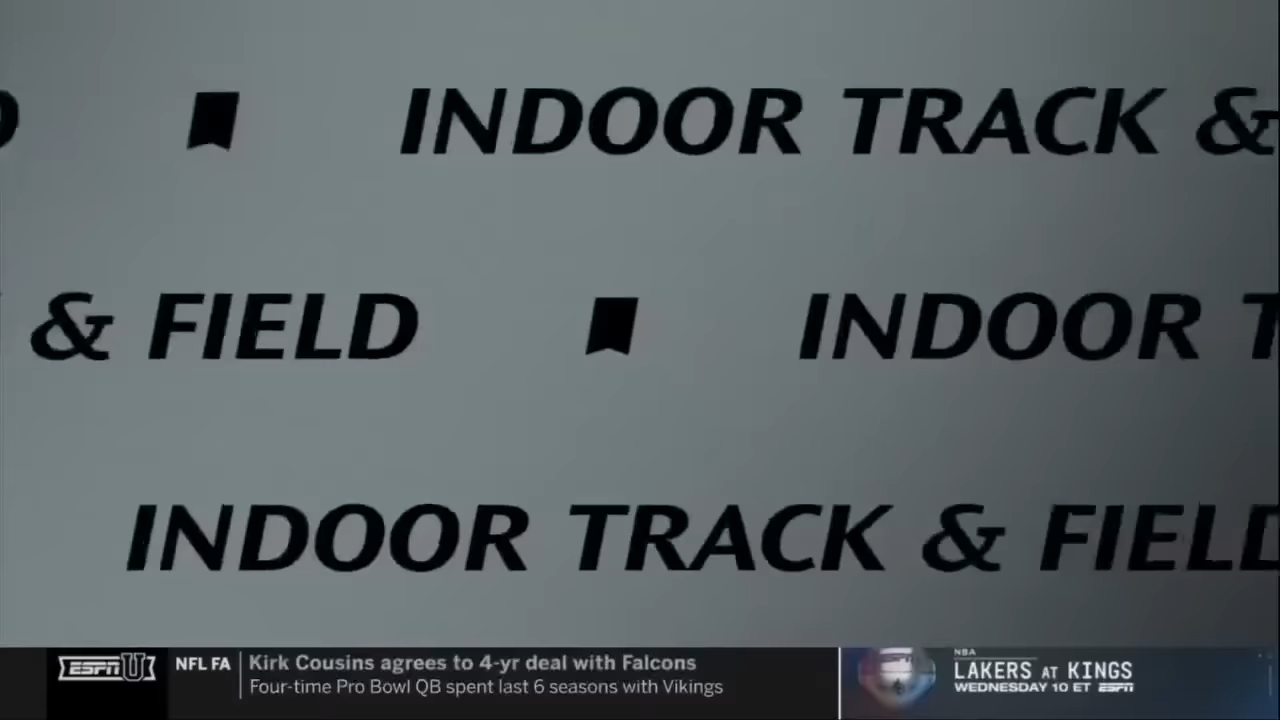 INDOOR TRACK &
& FIELD INDOOR T
INDOOR TRACK & FIELD
ESPNU NFL FA Kirk Cousins agrees to 4-yr deal with Falcons
Four-time Pro Bowl QB spent last 6 seasons with Vikings
NBA
LAKERS AT KINGS
WEDNESDAY 10 ET ESPN